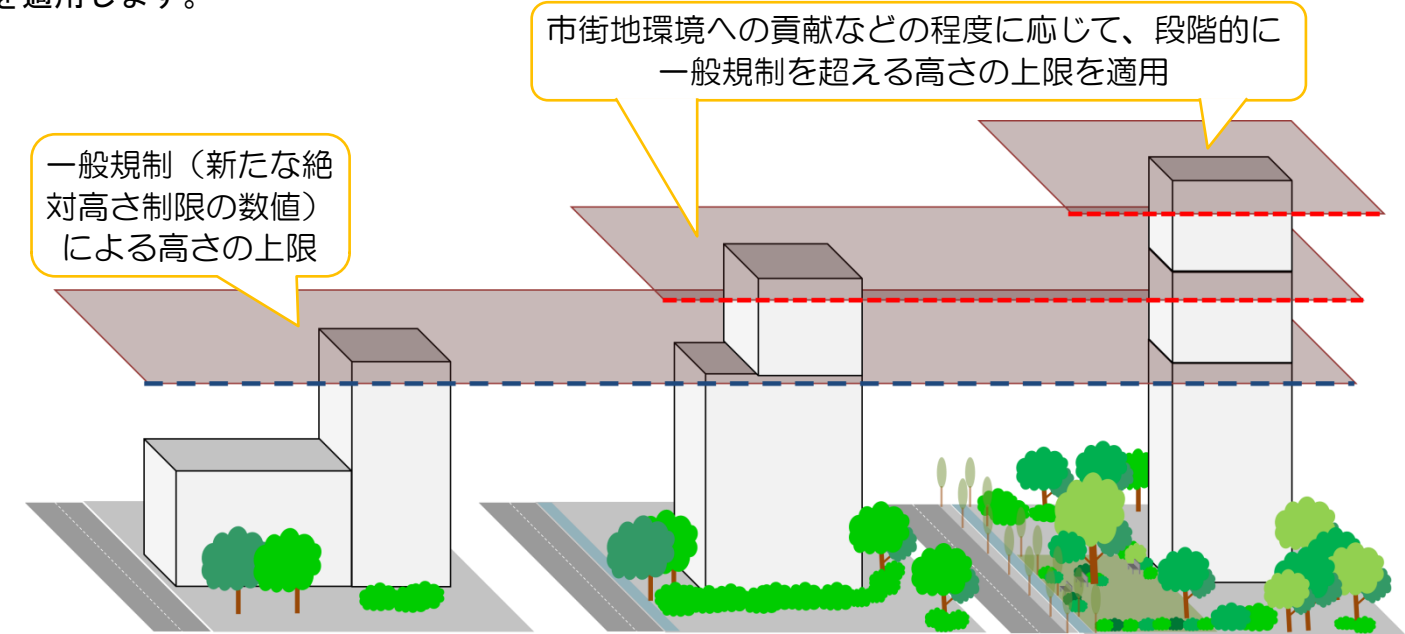 を適用します。
市街地環境への貢献などの程度に応じて、段階的に
一般規制を超える高さの上限を適用
一般規制（新たな絶
対高さ制限の数値）
による高さの上限